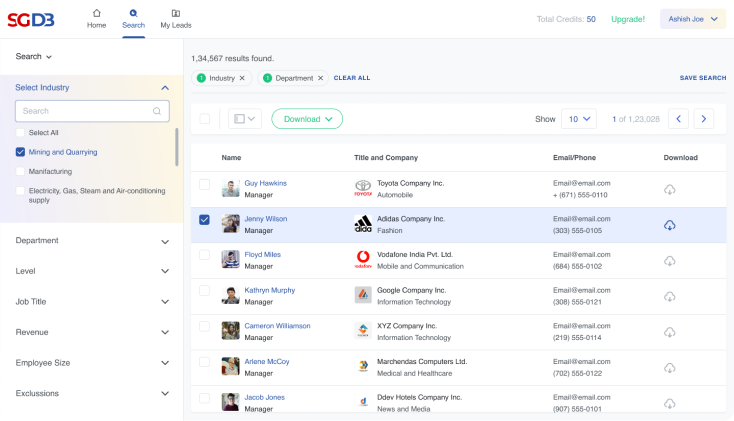 SGDB
Home
Search
My Leads
Total Credits: 50
Upgrade!
Ashish Joe
Search
Select Industry
Search
Select All
Mining and Quarrying
Manifacturing
Electricity, Gas, Steam and Air-conditioning
supply
Department
Level
Job Title
Revenue
Employee Size
Exclussions
1,34,567 results found.
1 Industry ×
1 Department ×
CLEAR ALL
SAVE SEARCH
Download
Show
10
1 of 1,23,028
Name
Title and Company
Email/Phone
Download
Guy Hawkins
Manager
TOYOTA
Toyota Company Inc.
Automobile
Email@email.com
+ (671) 555-0110
Jenny Wilson
Manager
adidas
Adidas Company Inc.
Fashion
Email@email.com
(303) 555-0105
Floyd Miles
Manager
vodafone
Vodafone India Pvt. Ltd.
Mobile and Communication
Email@email.com
(684) 555-0102
Kathryn Murphy
Manager
Google Company Inc.
Information Technology
Email@email.com
(308) 555-0121
Cameron Williamson
Manager
XYZ Company Inc.
Information Technology
Email@email.com
(219) 555-0114
Arlene McCoy
Manager
Marchendas Computers Ltd.
Medical and Healthcare
Email@email.com
(702) 555-0122
Jacob Jones
Manager
Ddev Hotels Company Inc.
News and Media
Email@email.com
(907) 555-0101